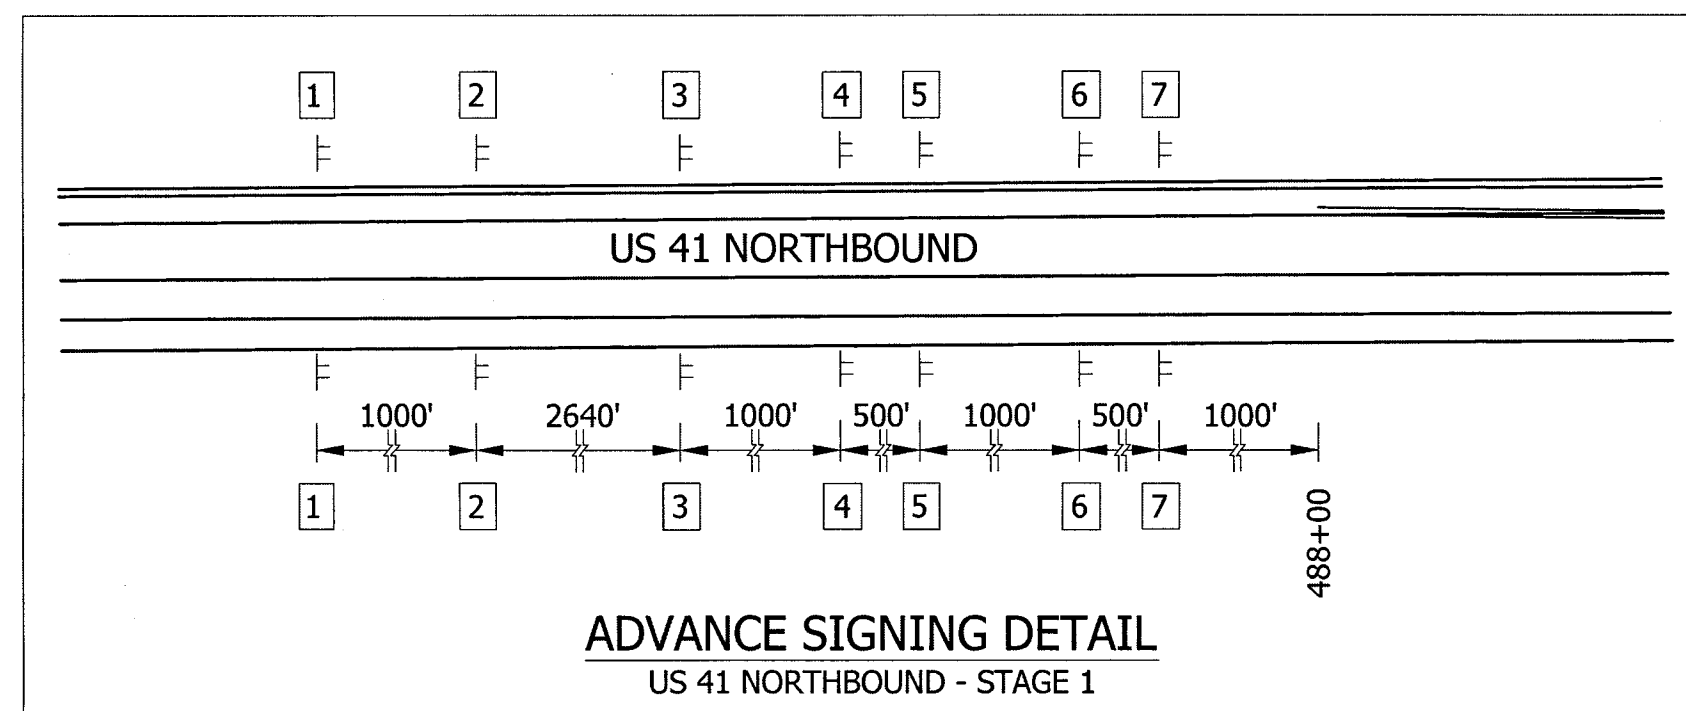 1 2 3 4 5 6 7
US 41 NORTHBOUND
1000' 2640' 1000' 500' 1000' 500' 1000'
1 2 3 4 5 6 7
488+00
ADVANCE SIGNING DETAIL
US 41 NORTHBOUND - STAGE 1